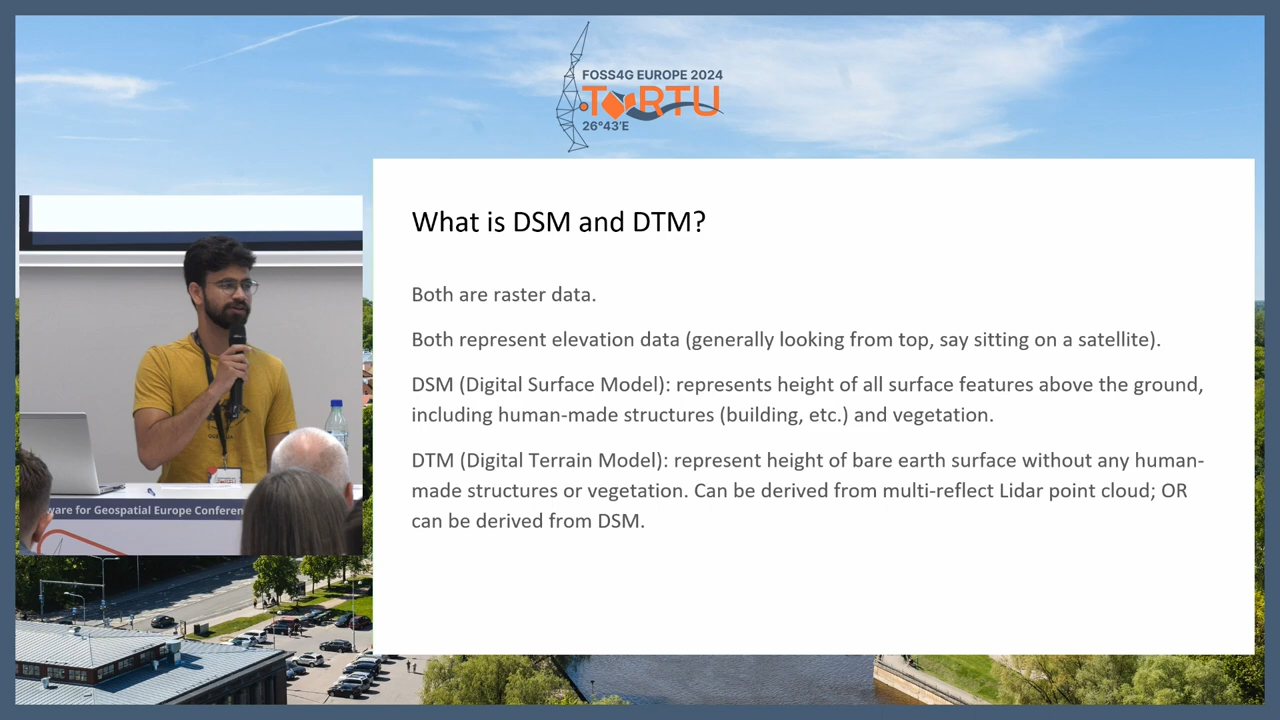 FOSS4G EUROPE 2024
TARTU
26°43'E
What is DSM and DTM?
Both are raster data.
Both represent elevation data (generally looking from top, say sitting on a satellite).
DSM (Digital Surface Model): represents height of all surface features above the ground,
including human-made structures (building, etc.) and vegetation.
DTM (Digital Terrain Model): represent height of bare earth surface without any human-
made structures or vegetation. Can be derived from multi-reflect Lidar point cloud; OR
can be derived from DSM.
ware for Geospatial Europe Conferen